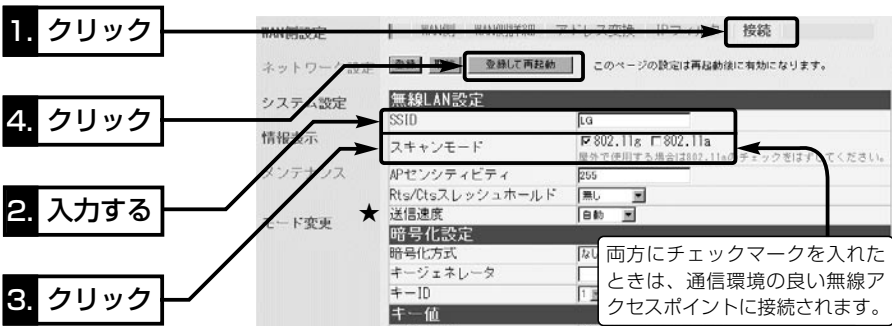 1. クリック
4. クリック
2. 入力する
3. クリック
WAN側設定
ネットワーク設定
システム設定
情報表示
メンテナンス
モード変更
WAN側 WAN側詳細 アドレス変換 IPフィルタ 接続
登録 登録して再起動 このページの設定は再起動後に有効になります。
無線LAN設定
SSID LG
スキャンモード 802.11g 802.11a
屋外で使用する場合は802.11aのチェックをはずしてください。
APセンシティビティ 255
Rts/Ctsスレッショホールド 無し
★ 送信速度 自動
暗号化設定
暗号化方式 なし
キージェネレータ
キーID 1
キー値
両方にチェックマークを入れた
ときは、通信環境の良い無線ア
クセスポイントに接続されます。